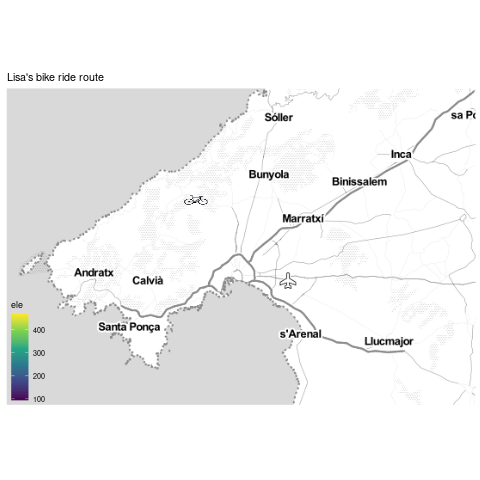 Lisa's bike ride route
Sóller
sa Po
Inca
Bunyola
Binissalem
Marratxí
Andratx
Calvià
ele
Santa Ponça
s'Arenal
Llucmajor
400
300
200
100